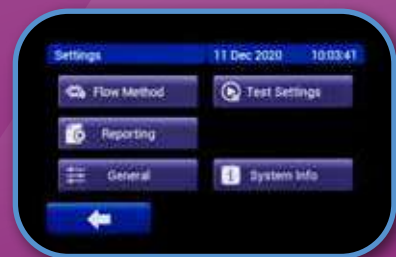 Settings 11 Dec 2020 10:03:41
Flow Method Test Settings
Reporting
General System Info